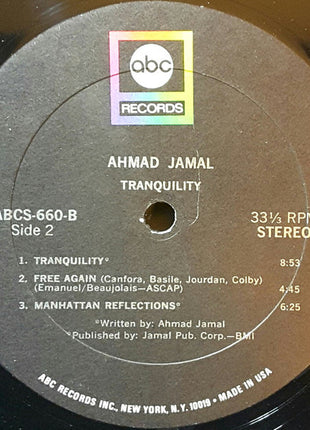 abc
RECORDS
AHMAD JAMAL
TRANQUILITY
ABCS-660-B
Side 2
33⅓ RPM
STEREO
1. TRANQUILITY* 8:53
2. FREE AGAIN (Canfora, Basile, Jourdan, Colby)
(Emanuel/Beaujolais—ASCAP) 4:45
3. MANHATTAN REFLECTIONS* 6:25
*Written by: Ahmad Jamal
*Published by: Jamal Pub. Corp.—BMI
ABC RECORDS INC., NEW YORK, N.Y. 10019 • MADE IN USA